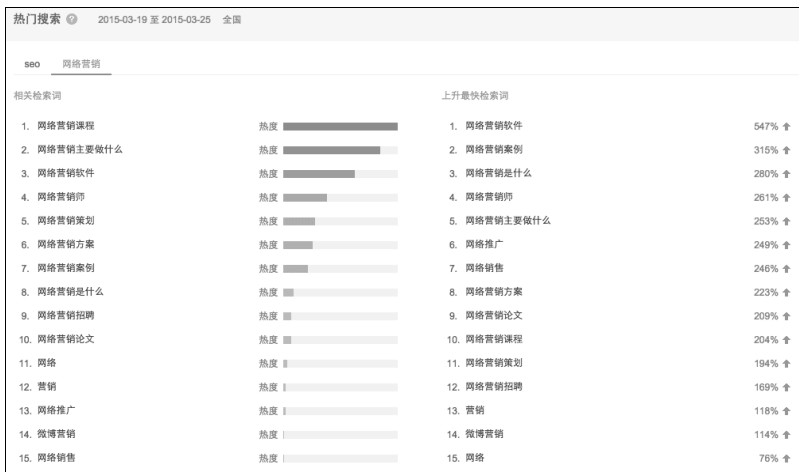 热门搜索 ? 2015-03-19 至 2015-03-25 全国
seo 网络营销
相关检索词 上升最快检索词
1. 网络营销课程 热度 1. 网络营销软件 547%
2. 网络营销主要做什么 热度 2. 网络营销案例 315%
3. 网络营销软件 热度 3. 网络营销是什么 280%
4. 网络营销师 热度 4. 网络营销师 261%
5. 网络营销策划 热度 5. 网络营销主要做什么 253%
6. 网络营销方案 热度 6. 网络推广 249%
7. 网络营销案例 热度 7. 网络销售 246%
8. 网络营销是什么 热度 8. 网络营销方案 223%
9. 网络营销招聘 热度 9. 网络营销论文 209%
10. 网络营销论文 热度 10. 网络营销课程 204%
11. 网络 热度 11. 网络营销策划 194%
12. 营销 热度 12. 网络营销招聘 169%
13. 网络推广 热度 13. 营销 118%
14. 微博营销 热度 14. 微博营销 114%
15. 网络销售 热度 15. 网络 76%